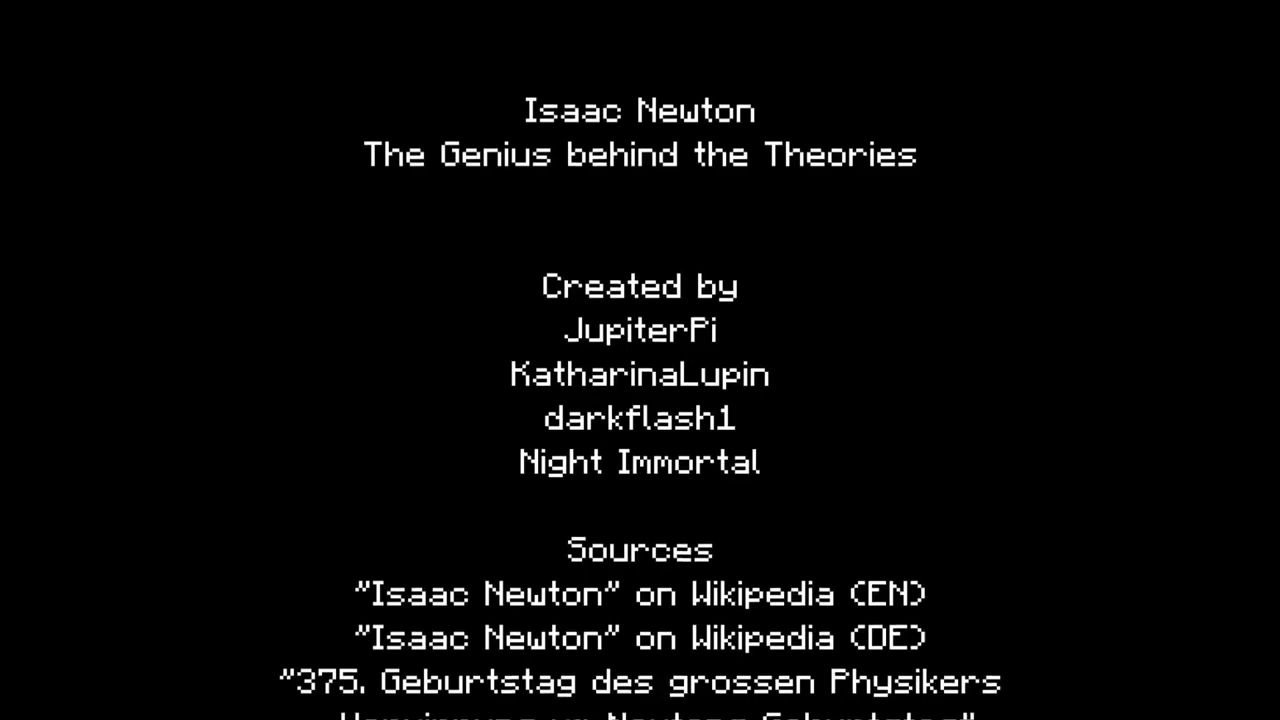 Isaac Newton
The Genius behind the Theories
Created by
JupiterPi
KatharinaLupin
darkflash1
Night Immortal
Sources
"Isaac Newton" on Wikipedia (EN)
"Isaac Newton" on Wikipedia (DE)
"375. Geburtstag des grossen Physikers